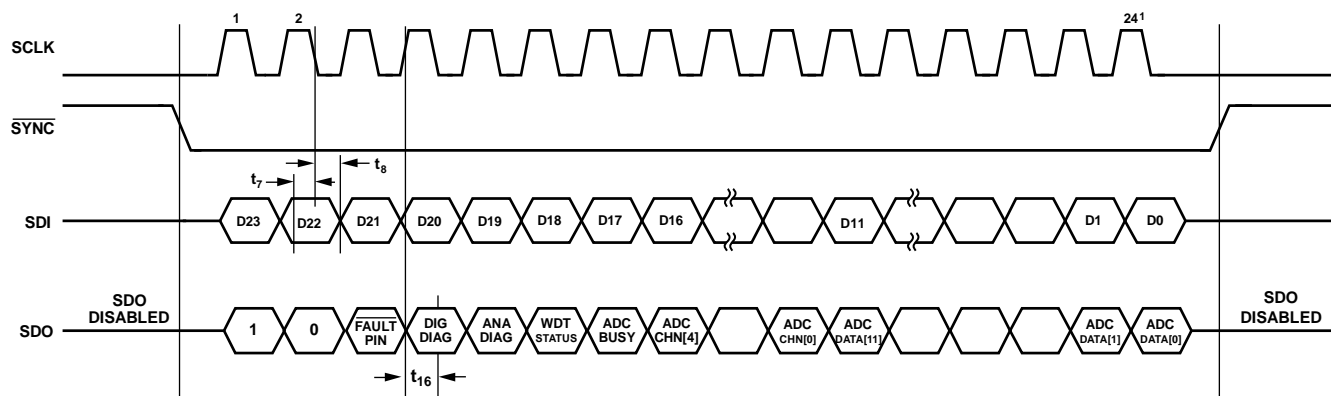 1
2
24¹
SCLK
SYNC
t₈
t₇
SDI
D23
D22
D21
D20
D19
D18
D17
D16
D11
D1
D0
SDO
DISABLED
SDO
1
0
FAULT
PIN
DIG
DIAG
ANA
DIAG
WDT
STATUS
ADC
BUSY
ADC
CHN[4]
ADC
CHN[0]
ADC
DATA[11]
ADC
DATA[1]
ADC
DATA[0]
SDO
DISABLED
t₁₆